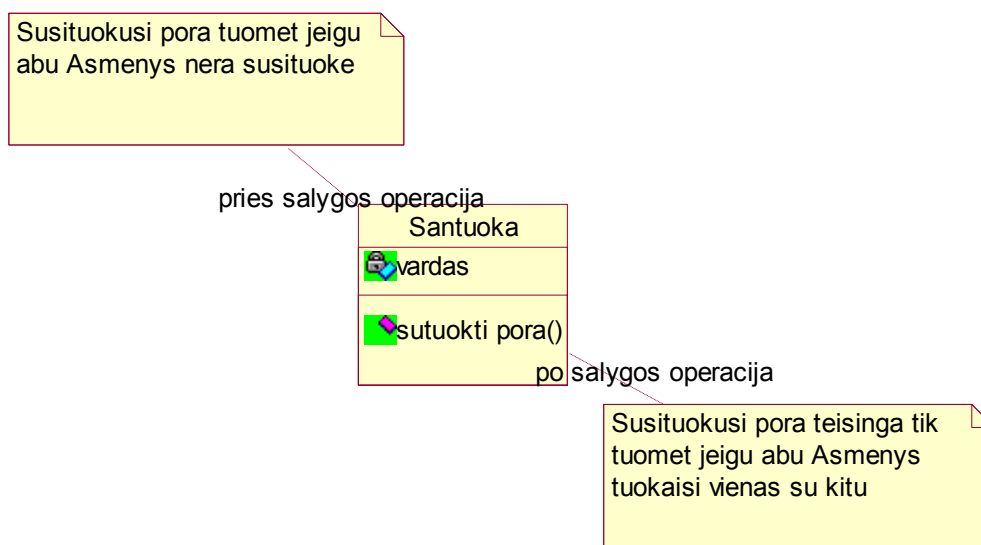 Susituokusi pora tuomet jeigu
abu Asmenys nera susituoke
pries salygos operacija
Santuoka
vardas
sutuokti pora()
po salygos operacija
Susituokusi pora teisinga tik
tuomet jeigu abu Asmenys
tuokaisi vienas su kitu